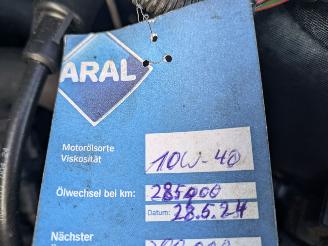 ARAL
Motorölsorte
Viskosität
10W-40
Ölwechsel bei km:
285000
Datum: 28.5.24
Nächster